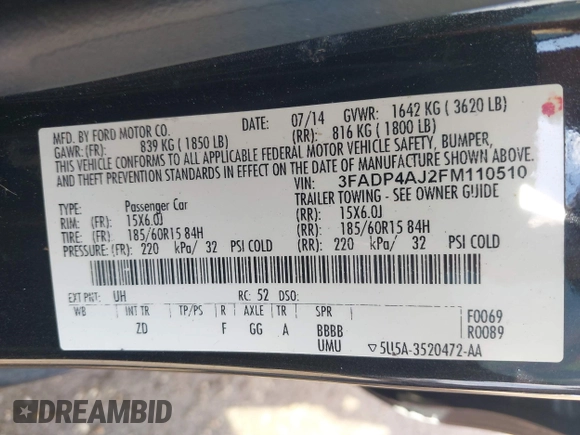 MFD. BY FORD MOTOR CO.
DATE: 07/14 GVWR: 1642 KG ( 3620 LB)
GAWR: (FR): 839 KG ( 1850 LB) (RR): 816 KG ( 1800 LB)
THIS VEHICLE CONFORMS TO ALL APPLICABLE FEDERAL MOTOR VEHICLE SAFETY, BUMPER,
AND THEFT PREVENTION STANDARDS IN EFFECT ON THE DATE OF MANUFACTURE SHOWN ABOVE.
VIN: 3FADP4AJ2FM110510
TYPE: Passenger Car TRAILER TOWING - SEE OWNER GUIDE
RIM: (FR) 15X6.0J (RR): 15X6.0J
TIRE: (FR) 185/60R15 84H (RR): 185/60R15 84H
PRESSURE: (FR) 220 kPa/ 32 PSI COLD (RR): 220 kPa/ 32 PSI COLD
EXT PNT: UH RC: 52 DSO:
WB INT TR TP/PS R AXLE TR SPR
ZD F GG A BBBB
UMU
F0069
R0089
▽5U5A-3520472-AA
DREAMBID